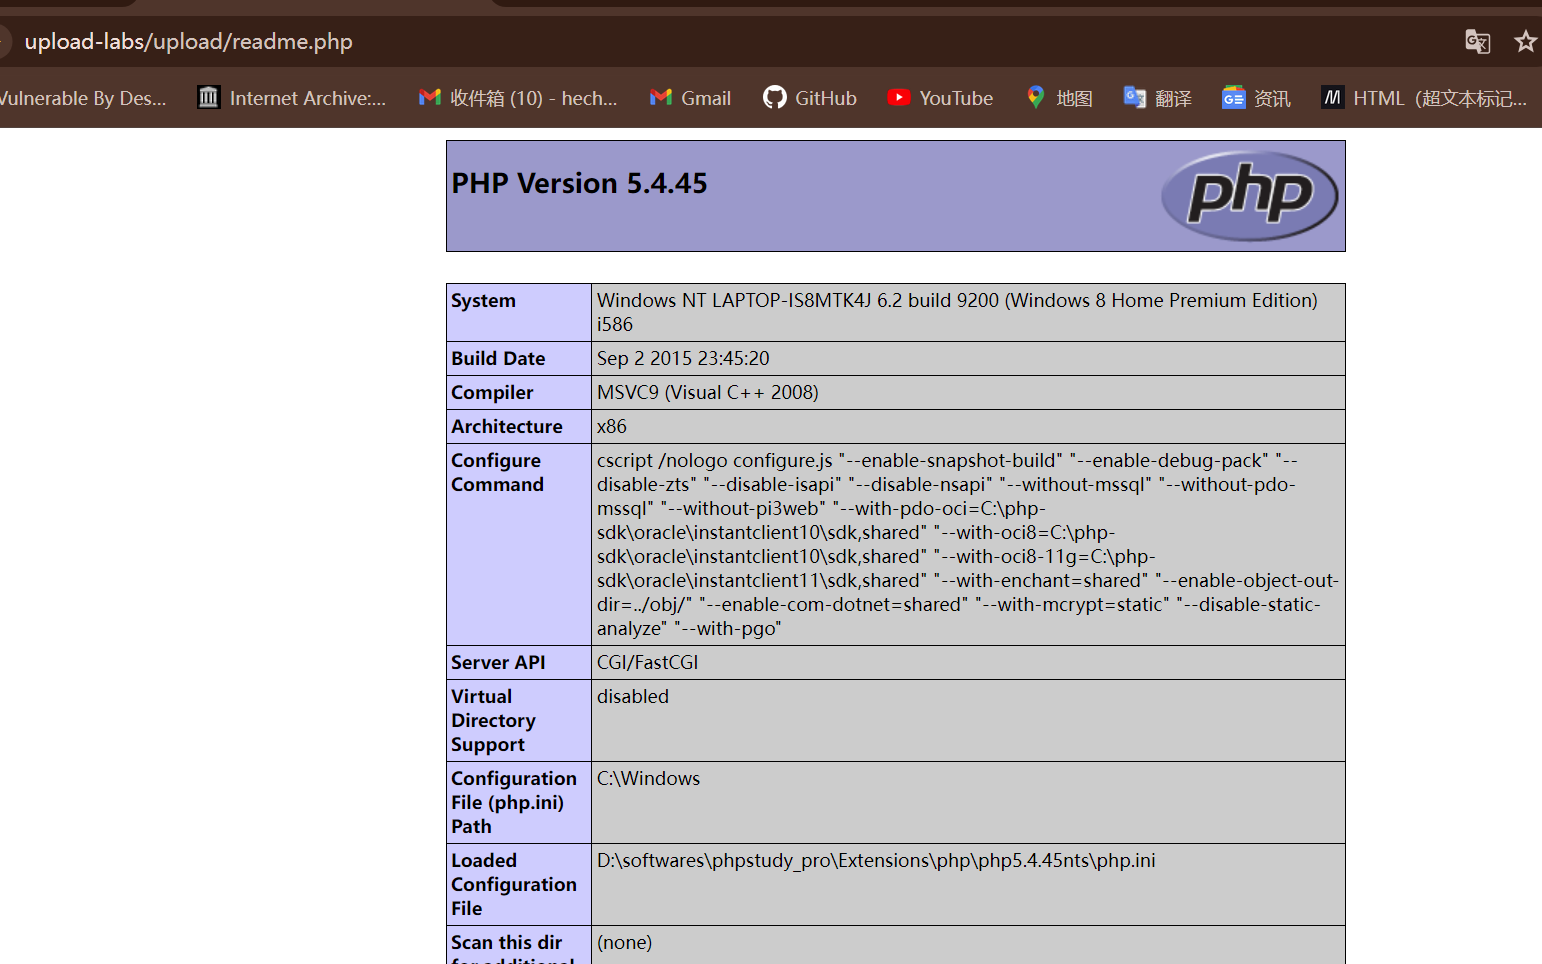 upload-labs/upload/readme.php
Vulnerable By Des... Internet Archive:... 收件箱 (10) - hech... Gmail GitHub YouTube 地图 翻译 资讯 HTML（超文本标记...
PHP Version 5.4.45
php
System
Windows NT LAPTOP-IS8MTK4J 6.2 build 9200 (Windows 8 Home Premium Edition)
i586
Build Date
Sep 2 2015 23:45:20
Compiler
MSVC9 (Visual C++ 2008)
Architecture
x86
Configure
Command
cscript /nologo configure.js "--enable-snapshot-build" "--enable-debug-pack" "--
disable-zts" "--disable-isapi" "--disable-nsapi" "--without-mssql" "--without-pdo-
mssql" "--without-pi3web" "--with-pdo-oci=C:\php-
sdk\oracle\instantclient10\sdk,shared" "--with-oci8=C:\php-
sdk\oracle\instantclient10\sdk,shared" "--with-oci8-11g=C:\php-
sdk\oracle\instantclient11\sdk,shared" "--with-enchant=shared" "--enable-object-out-
dir=../obj/" "--enable-com-dotnet=shared" "--with-mcrypt=static" "--disable-static-
analyze" "--with-pgo"
Server API
CGI/FastCGI
Virtual
Directory
Support
disabled
Configuration
File (php.ini)
Path
C:\Windows
Loaded
Configuration
File
D:\softwares\phpstudy_pro\Extensions\php\php5.4.45nts\php.ini
Scan this dir
for additional
(none)